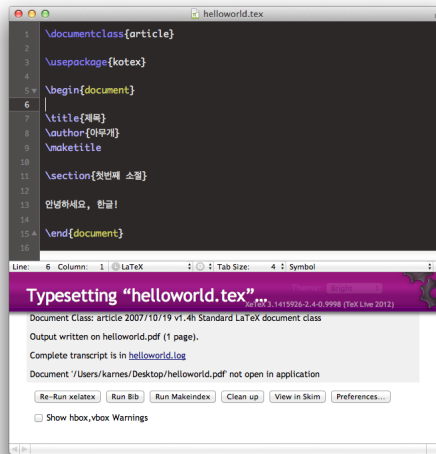 helloworld.tex
1 \documentclass{article}
2
3 \usepackage{kotex}
4
5 \begin{document}
6
7 \title{제목}
8 \author{아무개}
9 \maketitle
10
11 \section{첫번째 소절}
12
13 안녕하세요, 한글!
14
15 \end{document}
16
Line: 6 Column: 1 LaTeX Tab Size: 4 Symbol
Theme: Bright
Typesetting “helloworld.tex”…
XeTeX 3.1415926-2.4-0.9998 (TeX Live 2012)
Document Class: article 2007/10/19 v1.4h Standard LaTeX document class
Output written on helloworld.pdf (1 page).
Complete transcript is in helloworld.log
Document '/Users/karnes/Desktop/helloworld.pdf' not open in application
Re-Run xelatex Run Bib Run Makeindex Clean up View in Skim Preferences...
Show hbox,vbox Warnings